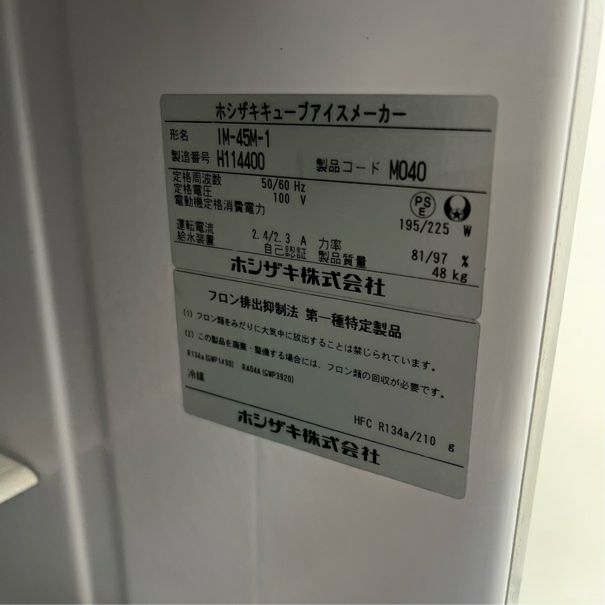 ホシザキキューブアイスメーカー
形名 IM-45M-1
製造番号 H114400 製品コード M040
定格周波数 50/60 Hz
定格電圧 100 V
電動機定格消費電力 195/225 W
PSE
運転電流 2.4/2.3 A 力率 81/97 %
給水装置 自己認証 製品質量 48 kg
ホシザキ株式会社
フロン排出抑制法 第一種特定製品
(1) フロン類をみだりに大気中に放出することは禁じられています。
(2) この製品を廃棄・整備する場合には、フロン類の回収が必要です。
R134a(GWP1430) R404A(GWP3920)
冷媒 HFC R134a/210 g
ホシザキ株式会社